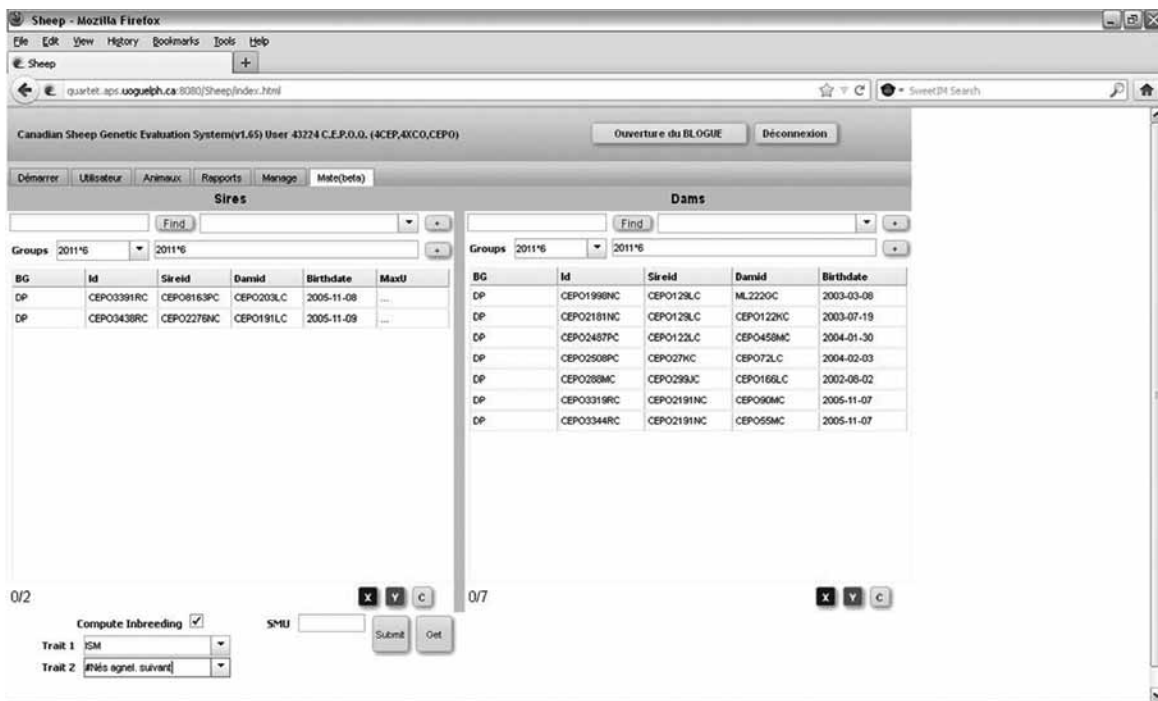 Sheep - Mozilla Firefox
File Edit View History Bookmarks Tools Help
Sheep +
quartet.aps.uoguelph.ca:8080/Sheep/index.html SweetIM Search
Canadian Sheep Genetic Evaluation System(v1.65) User 43224 C.E.P.O.Q. (4CEP,4XCO,CEPO) Ouverture du BLOGUE Déconnexion
Démarrer Utilisateur Animaux Rapports Manage Mate(beta)
Sires Dams
Find + Find +
Groups 2011*6 2011*6 + Groups 2011*6 2011*6 +
BG Id Sireid Damid Birthdate MaxU BG Id Sireid Damid Birthdate
DP CEPO3391RC CEPO8163PC CEPO203LC 2005-11-08 ... DP CEPO1998NC CEPO129LC ML222GC 2003-03-08
DP CEPO3438RC CEPO2276NC CEPO191LC 2005-11-09 ... DP CEPO2181NC CEPO129LC CEPO122KC 2003-07-19
DP CEPO2487PC CEPO122LC CEPO458MC 2004-01-30
DP CEPO2508PC CEPO27KC CEPO72LC 2004-02-03
DP CEPO288MC CEPO299JC CEPO166LC 2002-08-02
DP CEPO3319RC CEPO2191NC CEPO90MC 2005-11-07
DP CEPO3344RC CEPO2191NC CEPO55MC 2005-11-07
0/2 X Y C 0/7 X Y C
Compute Inbreeding SMU Submit Get
Trait 1 ISM
Trait 2 #Nés agnel. suivant